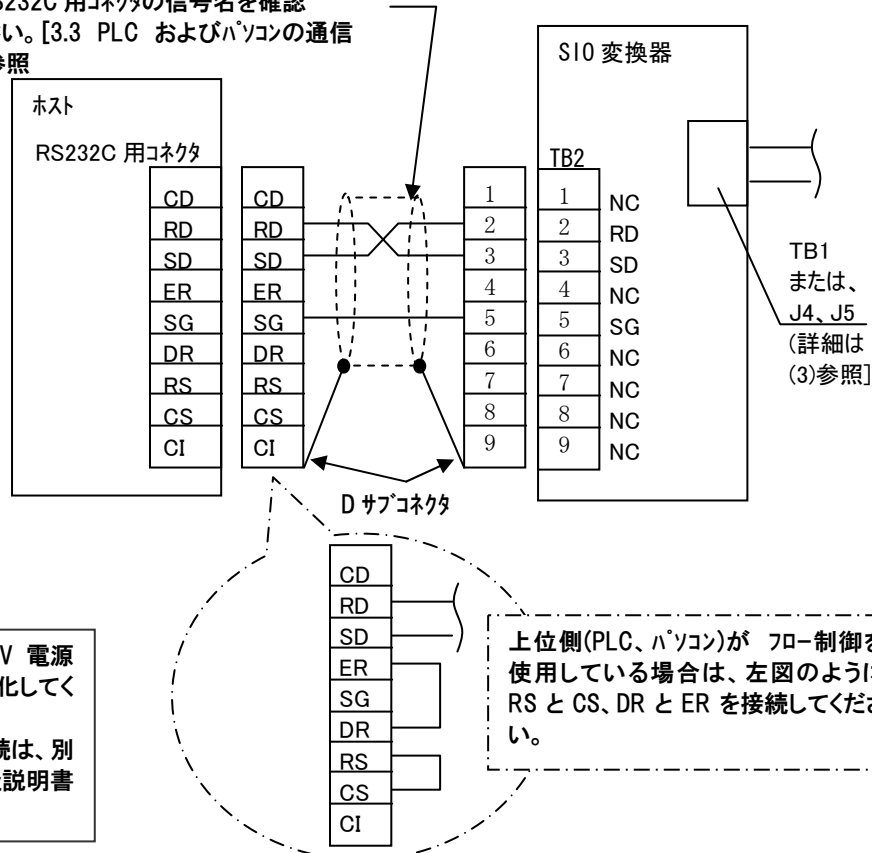 S232C 用コネクタの信号名を確認
い。[3.3 PLC およびパソコンの通信
参照
ホスト
RS232C 用コネクタ
CD
RD
SD
ER
SG
DR
RS
CS
CI
CD
RD
SD
ER
SG
DR
RS
CS
CI
1
2
3
4
5
6
7
8
9
SIO 変換器
TB2
1 NC
2 RD
3 SD
4 NC
5 SG
6 NC
7 NC
8 NC
9 NC
TB1
または、
J4、J5
(詳細は
(3)参照]
D サブコネクタ
CD
RD
SD
ER
SG
DR
RS
CS
CI
V 電源
化してく
続は、別
説明書
上位側(PLC、パソコン)が フロー制御を
使用している場合は、左図のように
RS と CS、DR と ER を接続してくださ
い。